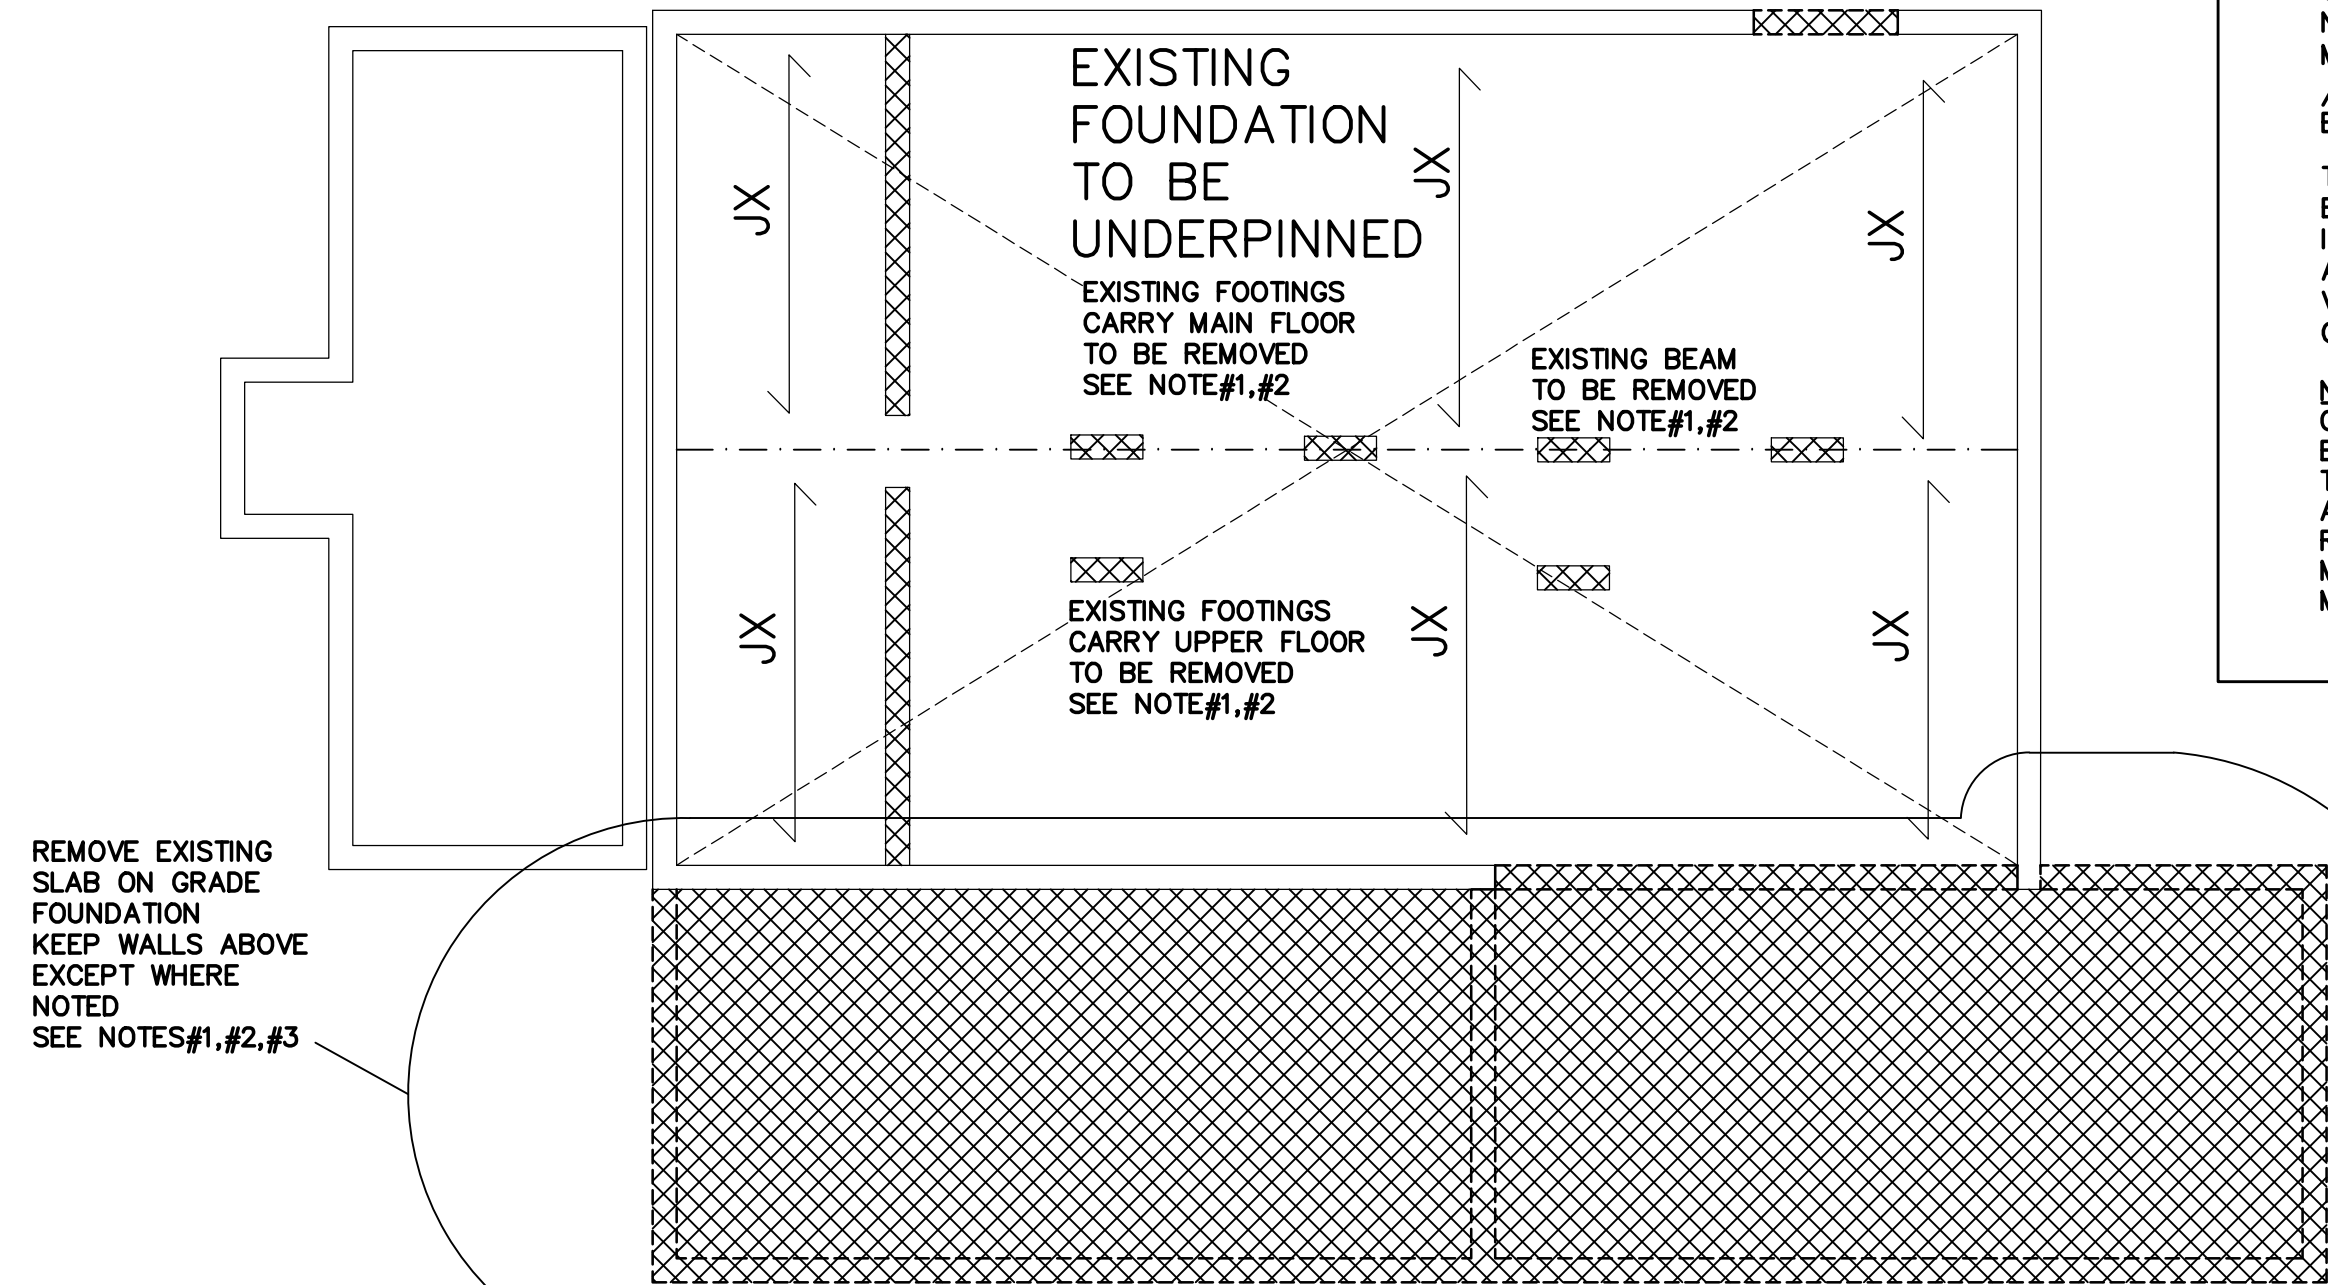 EXISTING
FOUNDATION
TO BE
UNDERPINNED
JX
JX
JX
EXISTING FOOTINGS
CARRY MAIN FLOOR
TO BE REMOVED
SEE NOTE#1,#2
EXISTING BEAM
TO BE REMOVED
SEE NOTE#1,#2
EXISTING FOOTINGS
CARRY UPPER FLOOR
TO BE REMOVED
SEE NOTE#1,#2
JX
JX
JX
REMOVE EXISTING
SLAB ON GRADE
FOUNDATION
KEEP WALLS ABOVE
EXCEPT WHERE
NOTED
SEE NOTES#1,#2,#3